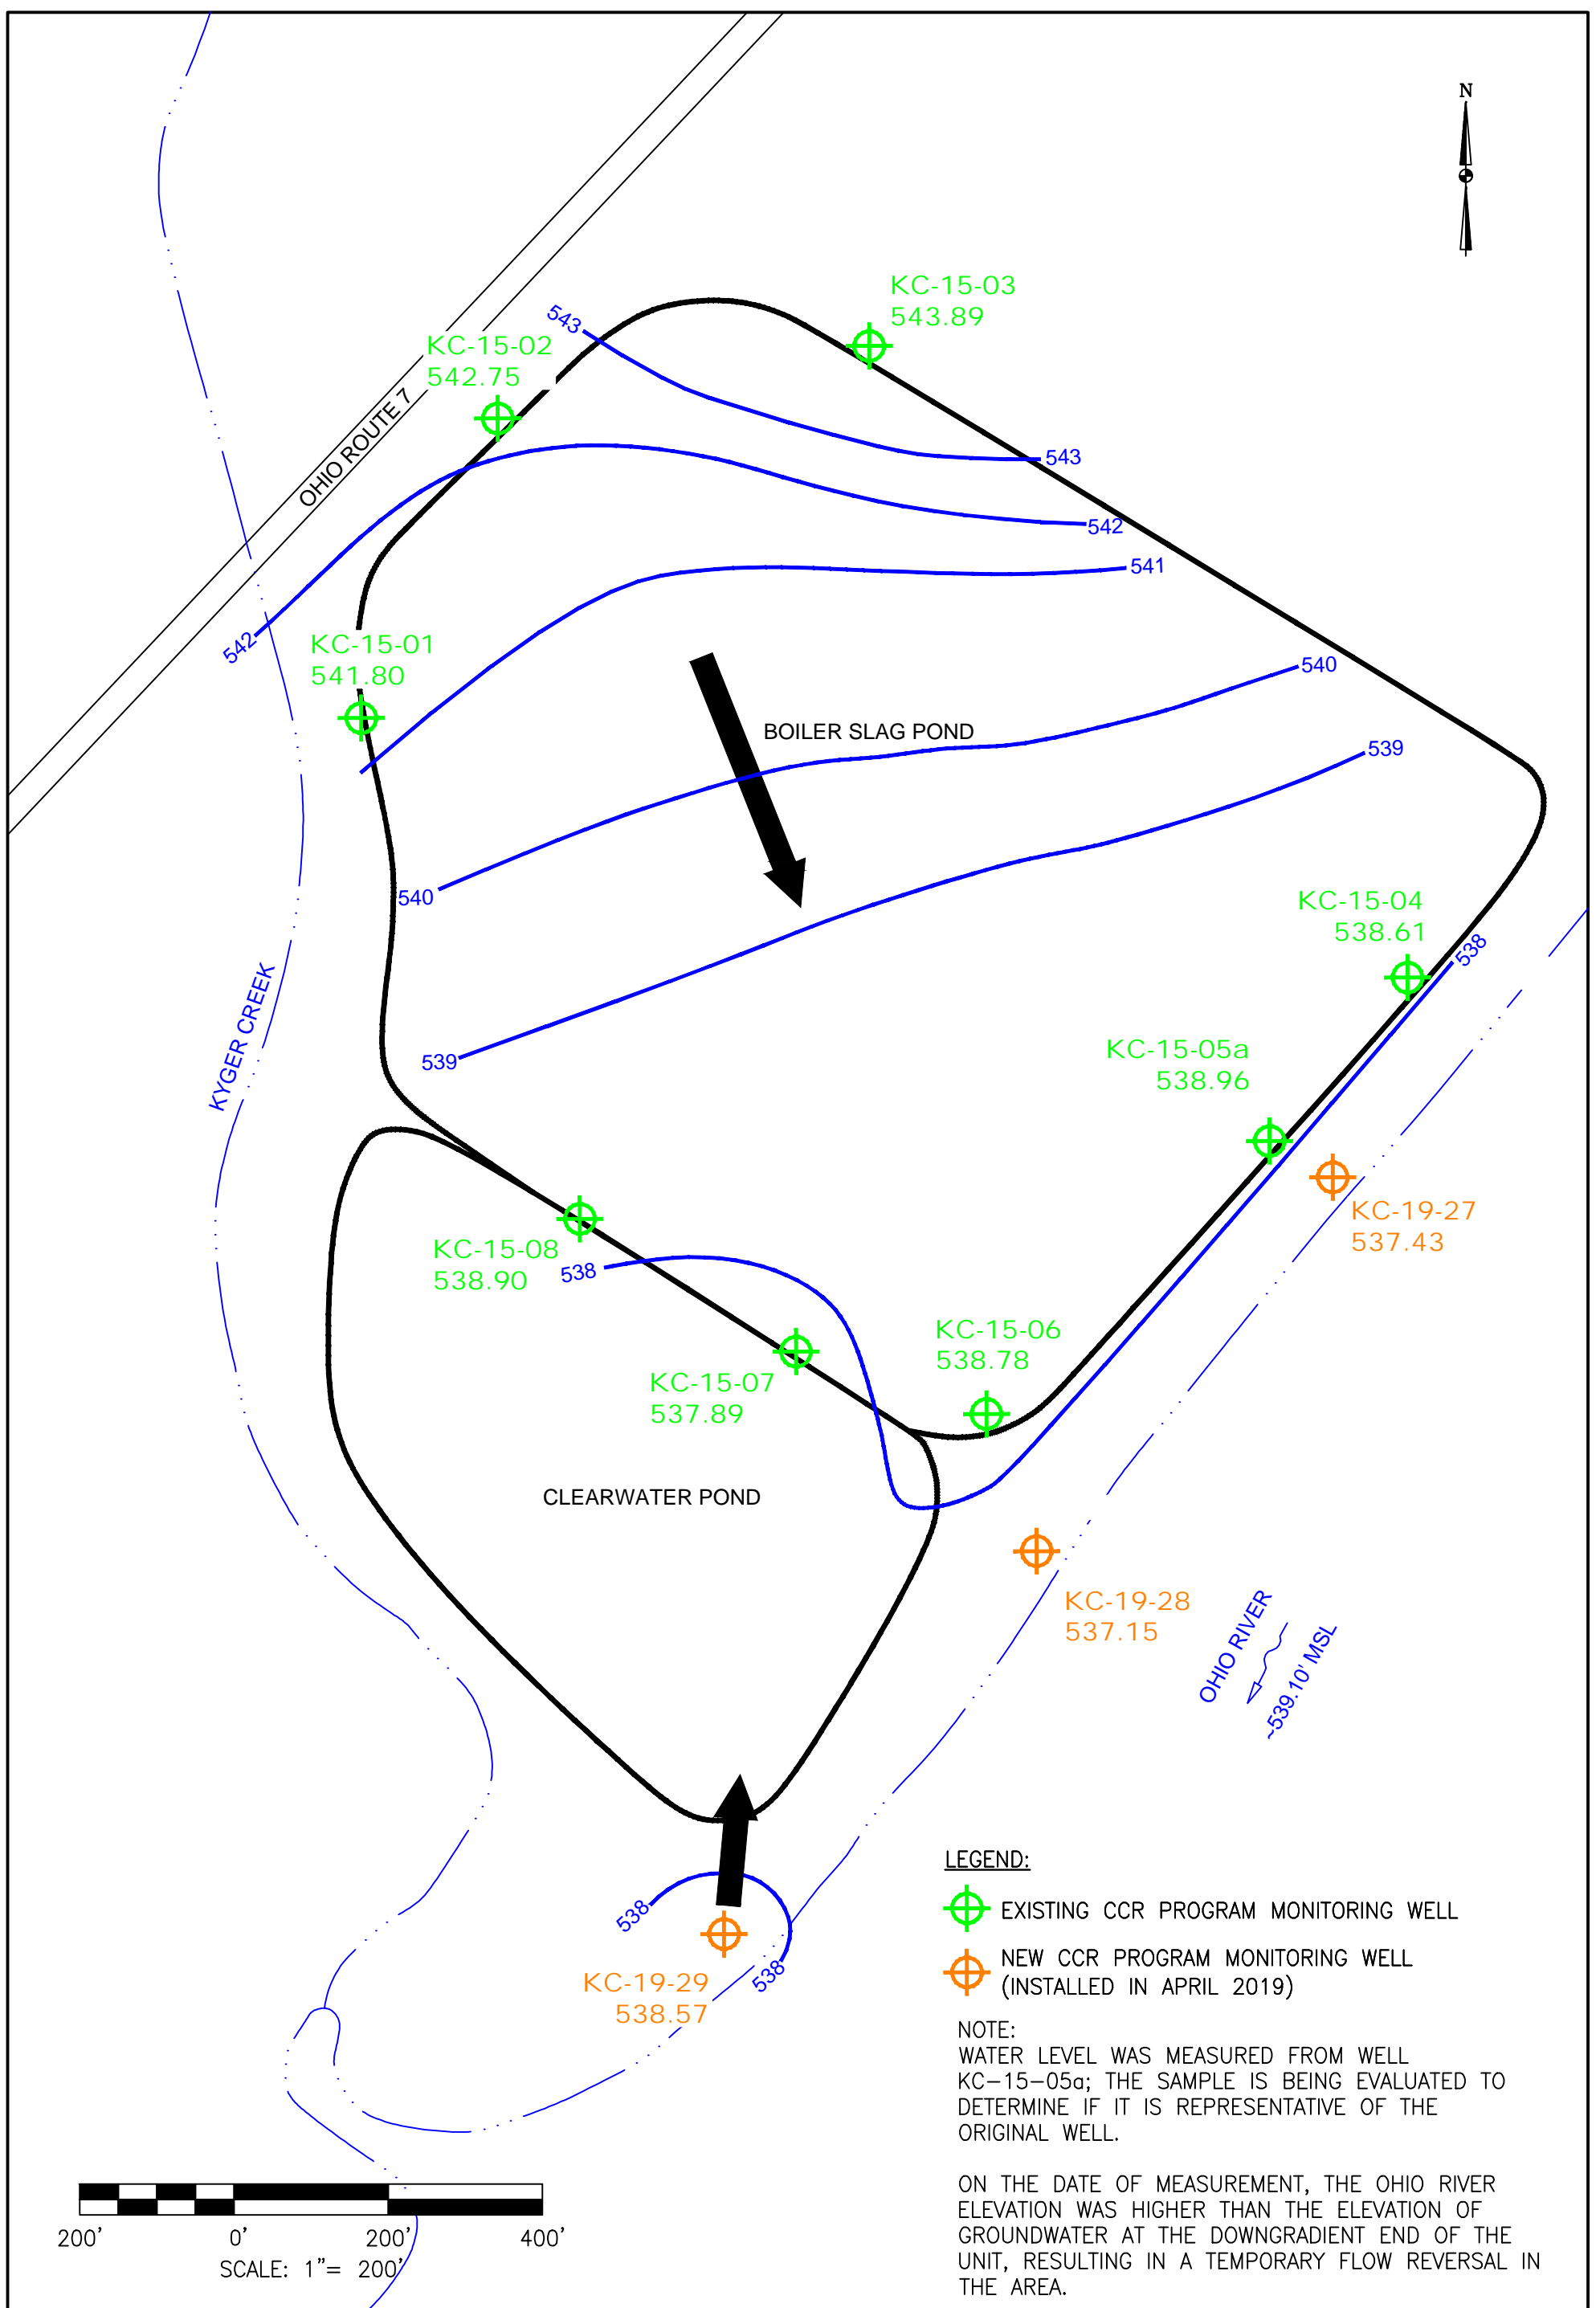 N
KC-15-03
543.89
543
KC-15-02
542.75
OHIO ROUTE 7
543
542
541
542
KC-15-01
541.80
540
BOILER SLAG POND
539
540
KC-15-04
538.61
538
KYGER CREEK
539
KC-15-05a
538.96
KC-19-27
537.43
KC-15-08
538.90
538
KC-15-06
538.78
KC-15-07
537.89
CLEARWATER POND
KC-19-28
537.15
OHIO RIVER
~539.10' MSL
538
KC-19-29
538.57
538
LEGEND:
EXISTING CCR PROGRAM MONITORING WELL
NEW CCR PROGRAM MONITORING WELL
(INSTALLED IN APRIL 2019)
NOTE:
WATER LEVEL WAS MEASURED FROM WELL
KC-15-05a; THE SAMPLE IS BEING EVALUATED TO
DETERMINE IF IT IS REPRESENTATIVE OF THE
ORIGINAL WELL.
ON THE DATE OF MEASUREMENT, THE OHIO RIVER
ELEVATION WAS HIGHER THAN THE ELEVATION OF
GROUNDWATER AT THE DOWNGRADIENT END OF THE
UNIT, RESULTING IN A TEMPORARY FLOW REVERSAL IN
THE AREA.
200' 0' 200' 400'
SCALE: 1"= 200'